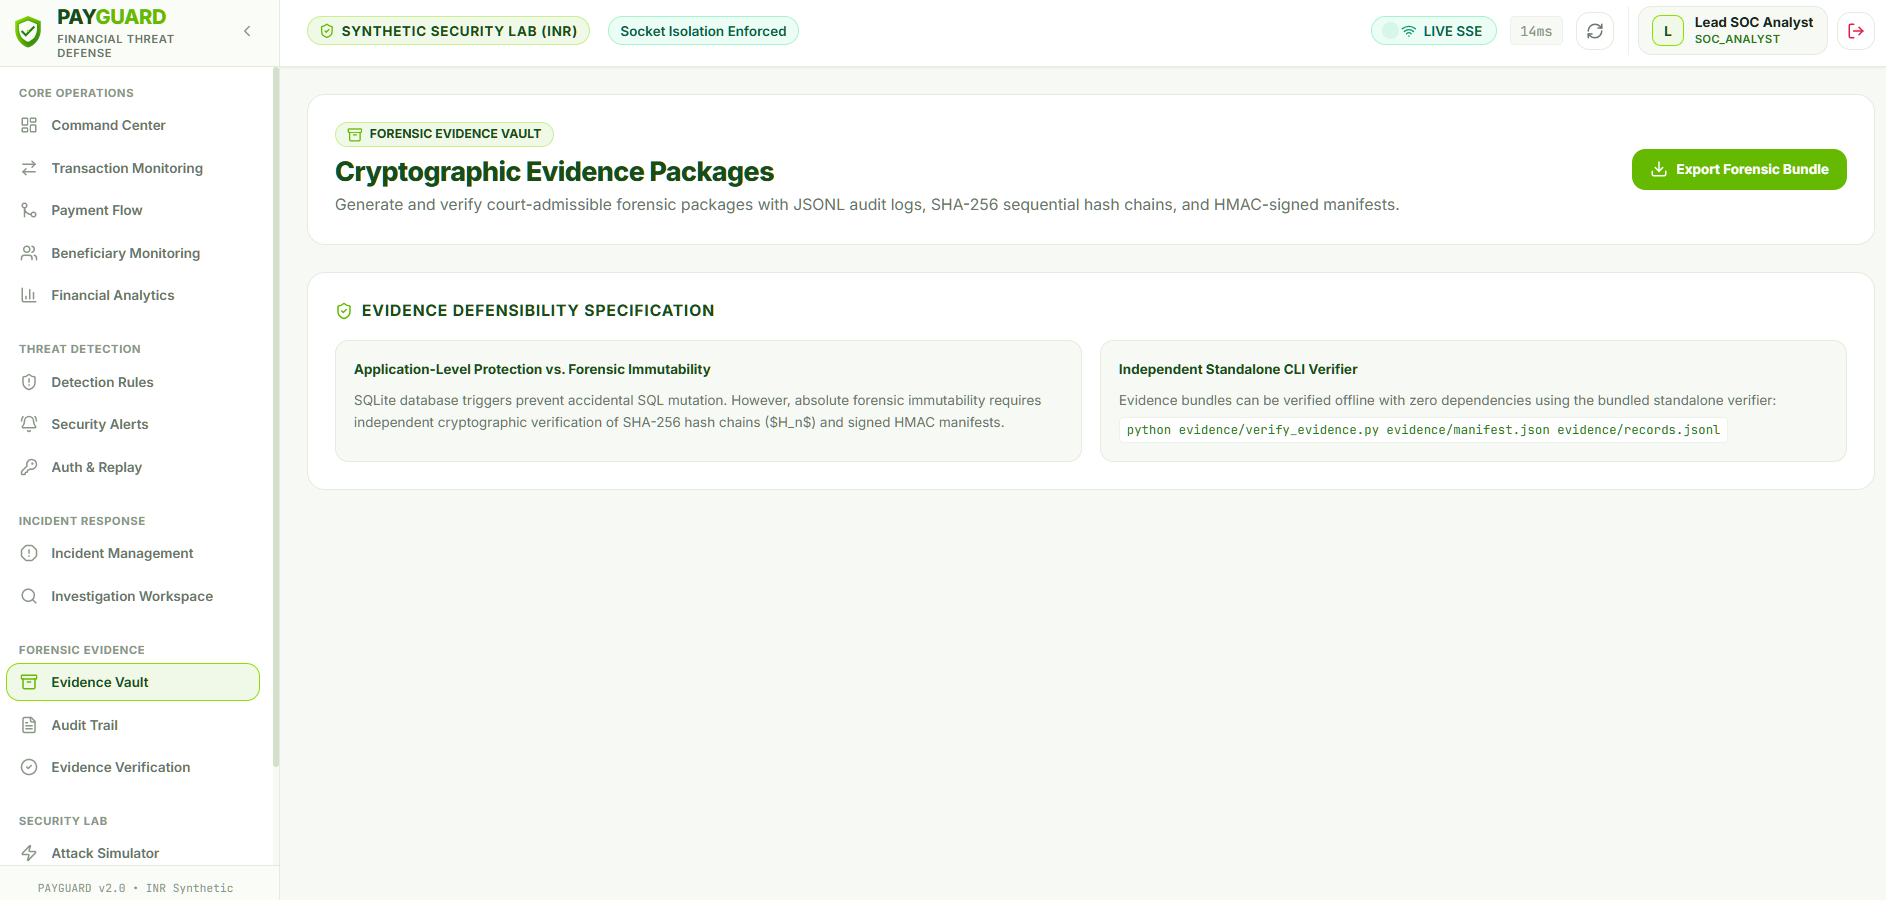 PAYGUARD
FINANCIAL THREAT
DEFENSE
SYNTHETIC SECURITY LAB (INR)
Socket Isolation Enforced
LIVE SSE
14ms
L
Lead SOC Analyst
SOC_ANALYST
CORE OPERATIONS
Command Center
Transaction Monitoring
Payment Flow
Beneficiary Monitoring
Financial Analytics
THREAT DETECTION
Detection Rules
Security Alerts
Auth & Replay
INCIDENT RESPONSE
Incident Management
Investigation Workspace
FORENSIC EVIDENCE
Evidence Vault
Audit Trail
Evidence Verification
SECURITY LAB
Attack Simulator
PAYGUARD v2.0 • INR Synthetic
FORENSIC EVIDENCE VAULT
Cryptographic Evidence Packages
Generate and verify court-admissible forensic packages with JSONL audit logs, SHA-256 sequential hash chains, and HMAC-signed manifests.
Export Forensic Bundle
EVIDENCE DEFENSIBILITY SPECIFICATION
Application-Level Protection vs. Forensic Immutability
SQLite database triggers prevent accidental SQL mutation. However, absolute forensic immutability requires
independent cryptographic verification of SHA-256 hash chains ($H_n$) and signed HMAC manifests.
Independent Standalone CLI Verifier
Evidence bundles can be verified offline with zero dependencies using the bundled standalone verifier:
python evidence/verify_evidence.py evidence/manifest.json evidence/records.jsonl